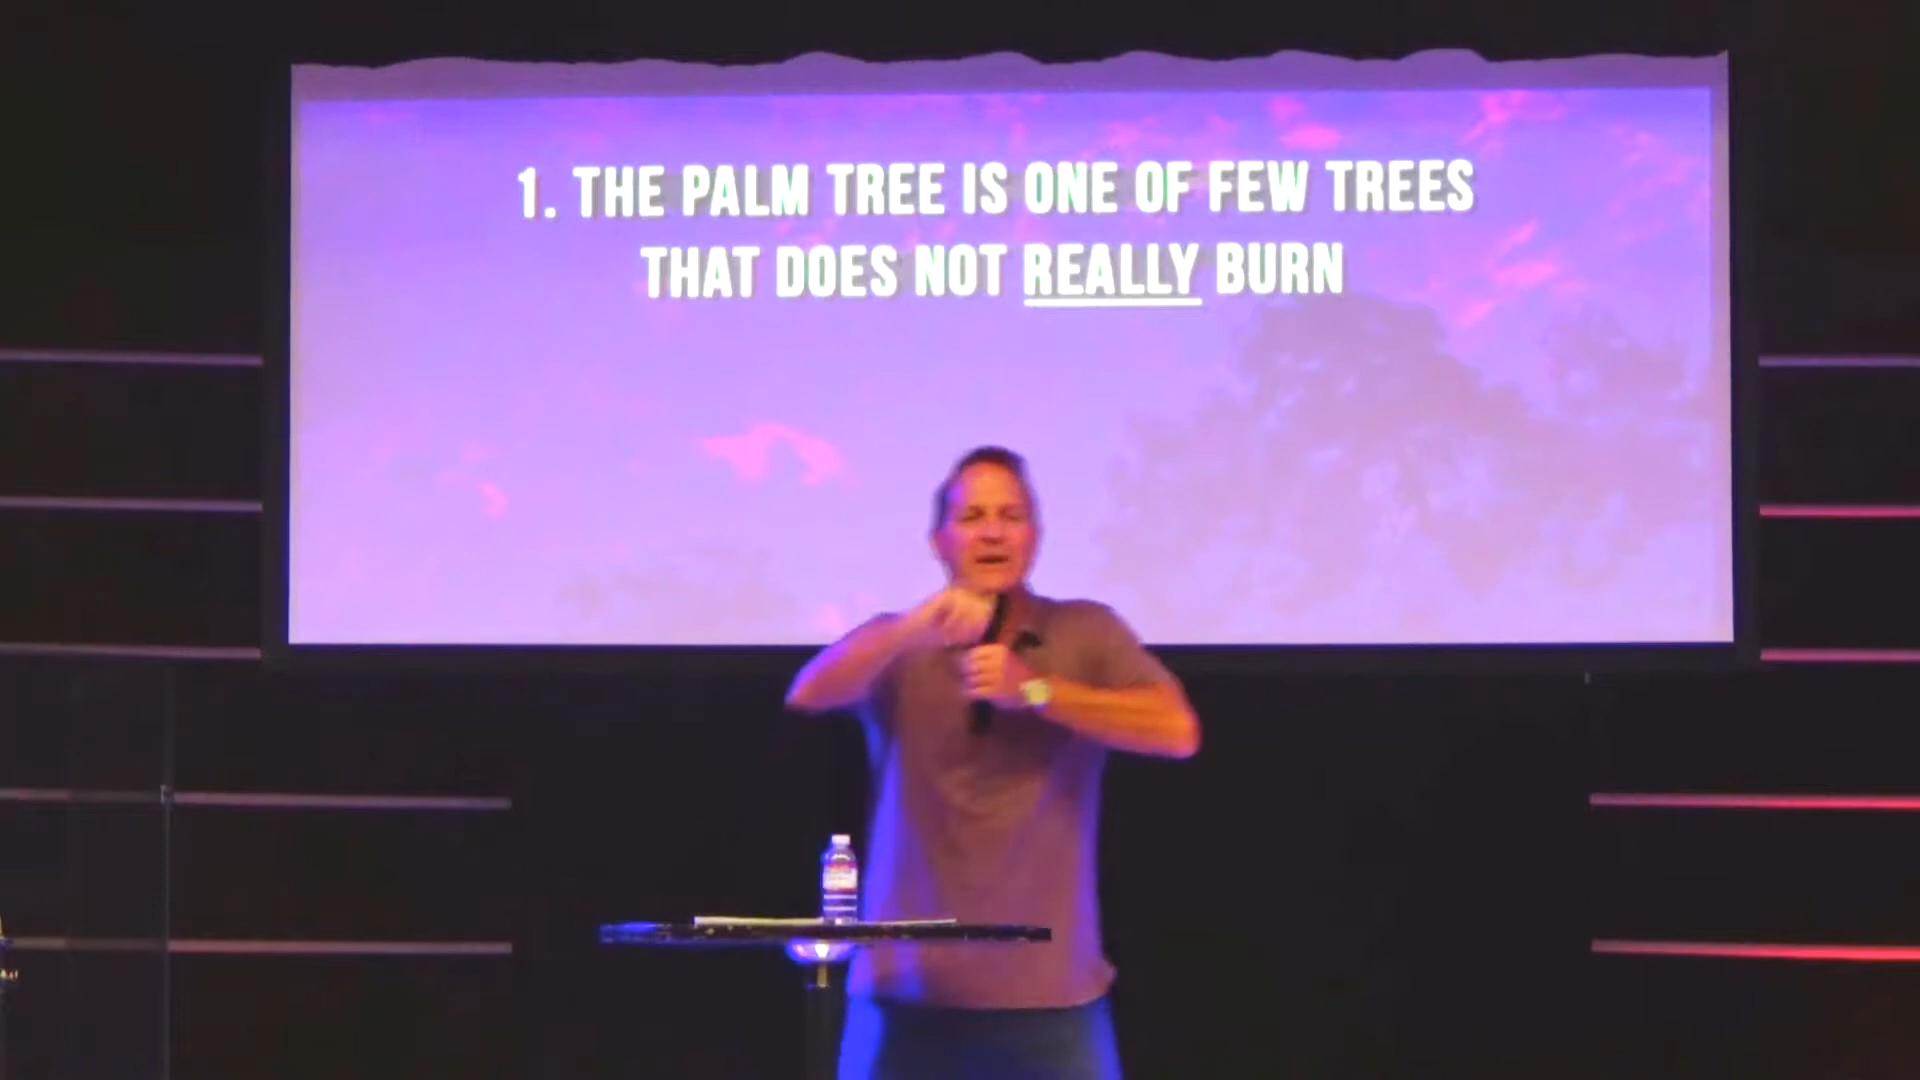 1. THE PALM TREE IS ONE OF FEW TREES
THAT DOES NOT REALLY BURN